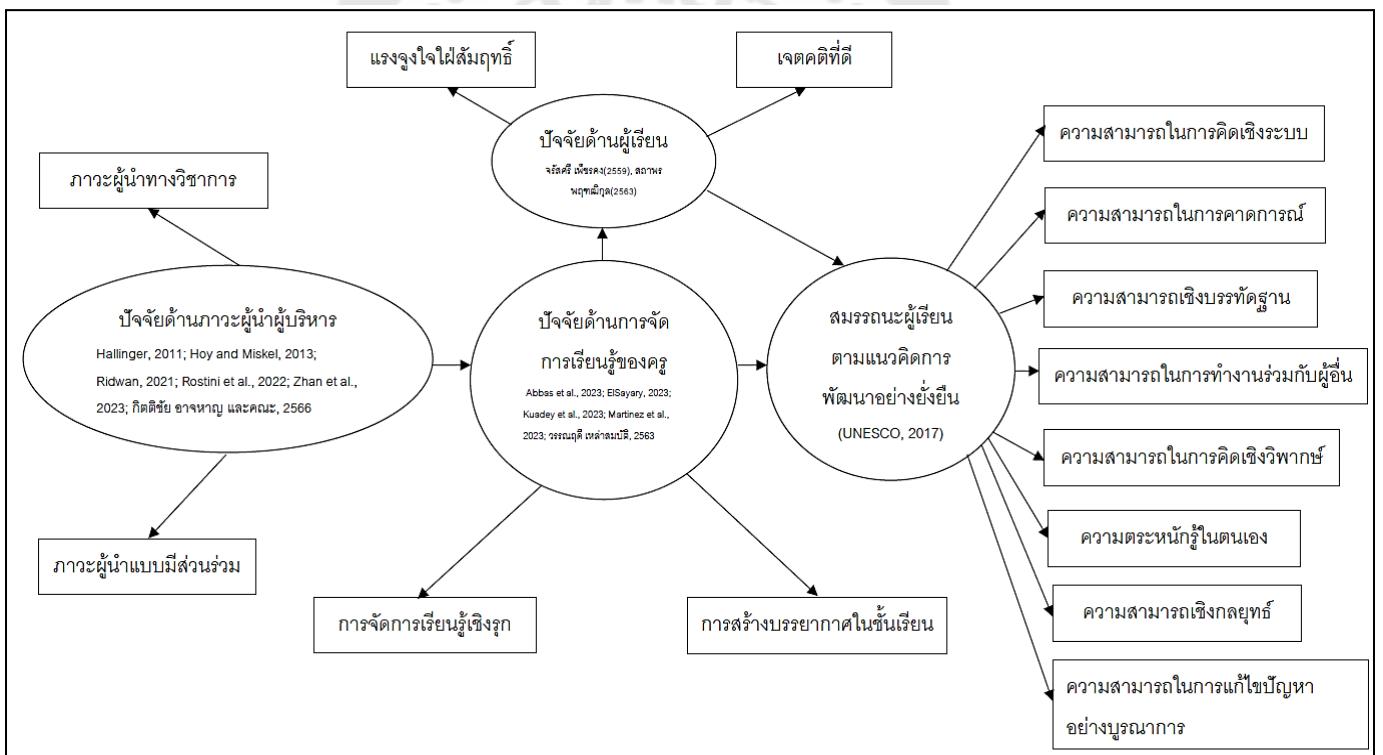 แรงจูงใจใฝ่สัมฤทธิ์
เจตคติที่ดี
ปัจจัยด้านผู้เรียน
จรัสศรี เพ็ชรคง(2559), สถาพร
พฤฑฒิกุล(2563)
ภาวะผู้นำทางวิชาการ
ปัจจัยด้านภาวะผู้นำผู้บริหาร
Hallinger, 2011; Hoy and Miskel, 2013;
Ridwan, 2021; Rostini et al., 2022; Zhan et al.,
2023; กิตติชัย อาจหาญ และคณะ, 2566
ภาวะผู้นำแบบมีส่วนร่วม
ปัจจัยด้านการจัด
การเรียนรู้ของครู
Abbas et al., 2023; ElSayary, 2023;
Kuadey et al., 2023; Martinez et al.,
2023; วรรณฤดี เหล่าสมบัติ, 2563
การจัดการเรียนรู้เชิงรุก
การสร้างบรรยากาศในชั้นเรียน
สมรรถนะผู้เรียน
ตามแนวคิดการ
พัฒนาอย่างยั่งยืน
(UNESCO, 2017)
ความสามารถในการคิดเชิงระบบ
ความสามารถในการคาดการณ์
ความสามารถเชิงบรรทัดฐาน
ความสามารถในการทำงานร่วมกับผู้อื่น
ความสามารถในการคิดเชิงวิพากษ์
ความตระหนักรู้ในตนเอง
ความสามารถเชิงกลยุทธ์
ความสามารถในการแก้ไขปัญหา
อย่างบูรณาการ